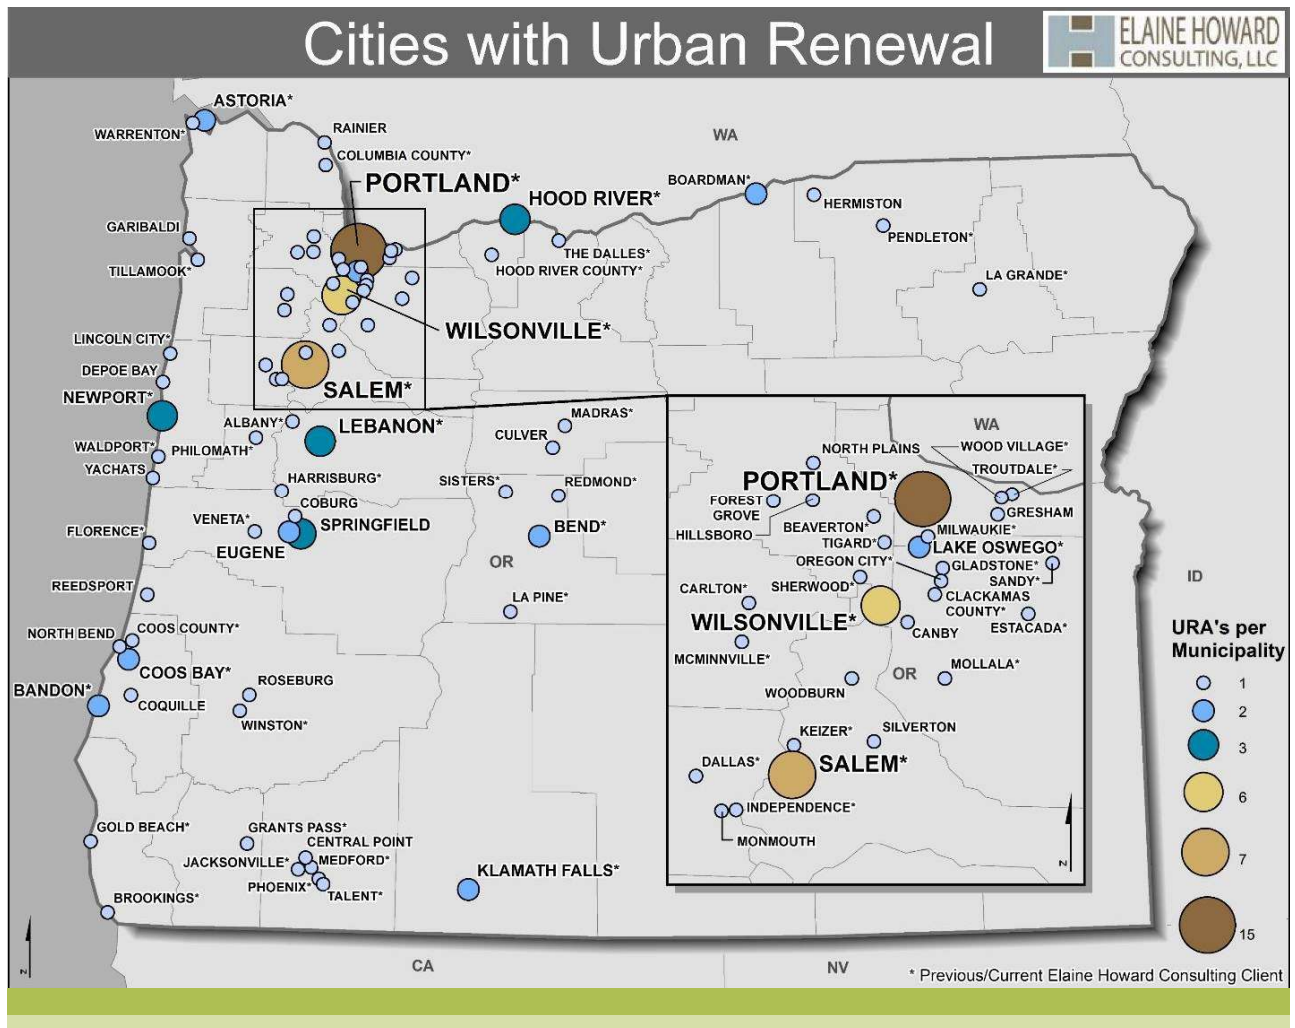 Cities with Urban Renewal
ELAINE HOWARD
CONSULTING, LLC
ASTORIA*
WARRENTON*
RAINIER
WA
COLUMBIA COUNTY*
PORTLAND*
BOARDMAN*
HOOD RIVER*
HERMISTON
GARIBALDI
PENDLETON*
THE DALLES*
TILLAMOOK*
HOOD RIVER COUNTY*
LA GRANDE*
WILSONVILLE*
LINCOLN CITY*
DEPOE BAY
NEWPORT*
SALEM*
ALBANY*
LEBANON*
MADRAS*
CULVER
WALDPORT*
PHILOMATH*
YACHATS
HARRISBURG*
SISTERS*
REDMOND*
COBURG
VENETA*
SPRINGFIELD
FLORENCE*
EUGENE
BEND*
OR
REEDSPORT
LA PINE*
NORTH BEND
COOS COUNTY*
COOS BAY*
BANDON*
COQUILLE
ROSEBURG
WINSTON*
GOLD BEACH*
GRANTS PASS*
CENTRAL POINT
JACKSONVILLE*
MEDFORD*
PHOENIX*
TALENT*
BROOKINGS*
KLAMATH FALLS*
WA
NORTH PLAINS
WOOD VILLAGE*
TROUTDALE*
PORTLAND*
FOREST
GROVE
GRESHAM
HILLSBORO
BEAVERTON*
MILWAUKIE*
TIGARD*
LAKE OSWEGO*
OREGON CITY*
GLADSTONE*
SANDY*
SHERWOOD*
CARLTON*
CLACKAMAS
COUNTY*
WILSONVILLE*
ESTACADA*
CANBY
MCMINNVILLE*
MOLLALA*
OR
WOODBURN
KEIZER*
SILVERTON
DALLAS*
SALEM*
INDEPENDENCE*
MONMOUTH
N
ID
URA's per
Municipality
1
2
3
6
7
15
N
CA
NV
* Previous/Current Elaine Howard Consulting Client